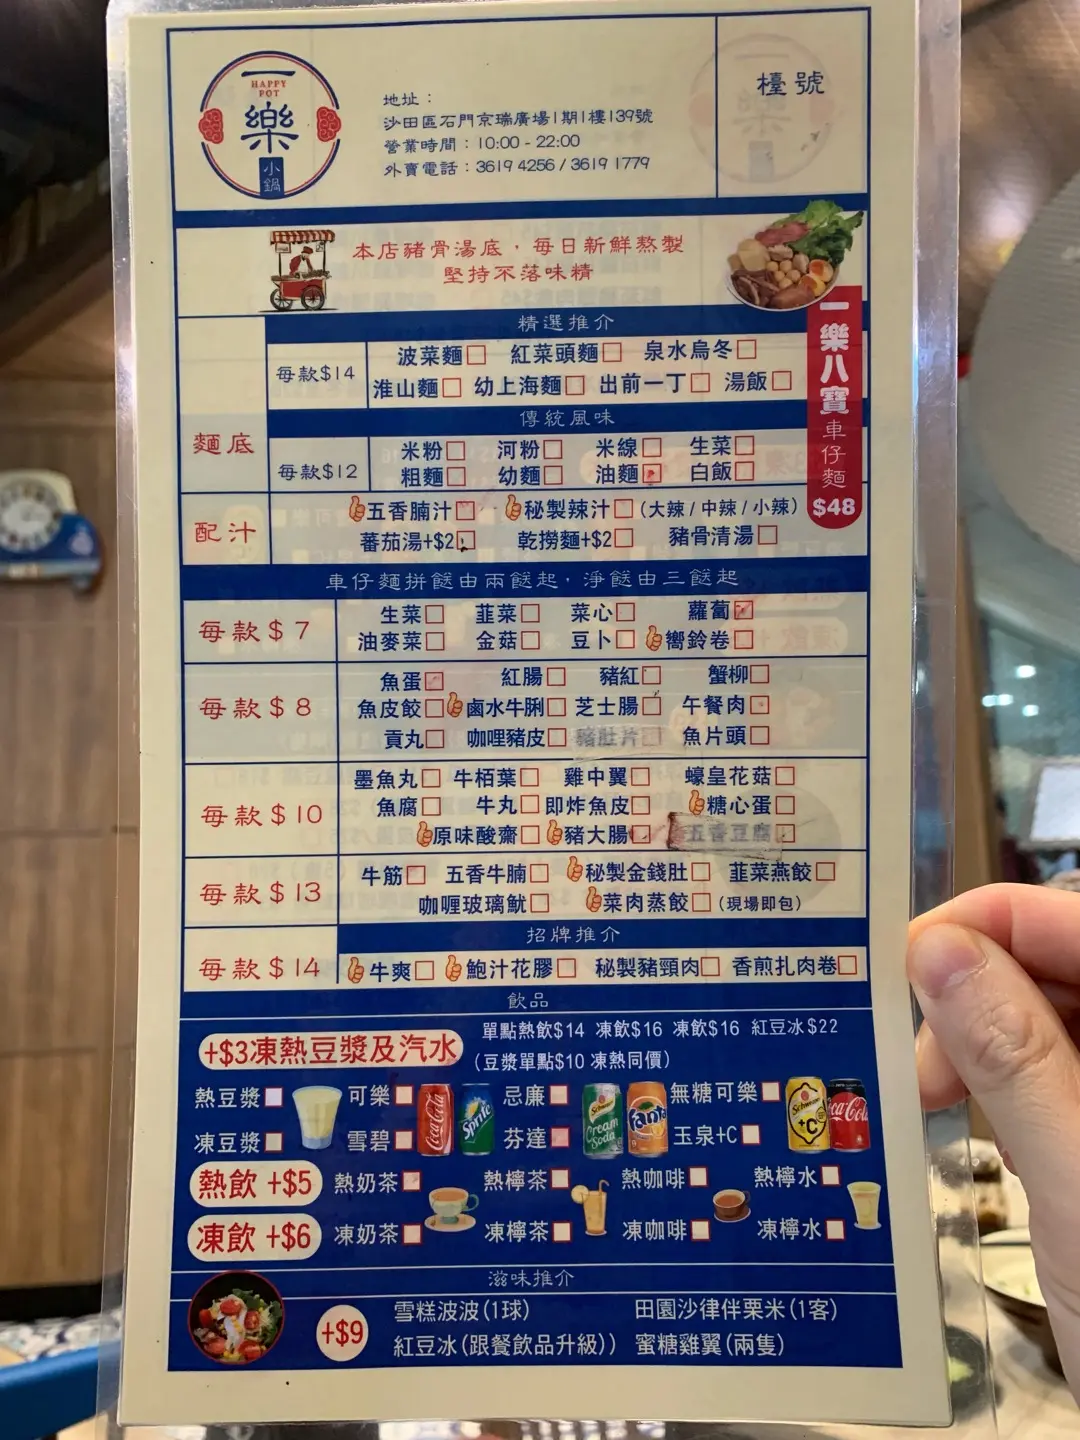 一
HAPPY
POT
樂
小
鍋
檯號
地址：
沙田區石門京瑞廣場1期1樓139號
營業時間：10:00 - 22:00
外賣電話：3619 4256 / 3619 1779
本店豬骨湯底，每日新鮮熬製
堅持不落味精
一樂八寶車仔麵
$48
精選推介
麵底
每款$14
波菜麵□ 紅菜頭麵□ 泉水烏冬□
淮山麵□ 幼上海麵□ 出前一丁□ 湯飯□
傳統風味
每款$12
米粉□ 河粉□ 米線□ 生菜□
粗麵□ 幼麵□ 油麵□ 白飯□
配汁
五香腩汁□ 秘製辣汁□(大辣/中辣/小辣)
蕃茄湯+$2□ 乾撈麵+$2□ 豬骨清湯□
車仔麵拼餸由兩餸起，淨餸由三餸起
每款$7
生菜□ 韮菜□ 菜心□ 蘿蔔□
油麥菜□ 金菇□ 豆卜□ 嚮鈴卷□
每款$8
魚蛋□ 紅腸□ 豬紅□ 蟹柳□
魚皮餃□ 鹵水牛脷□ 芝士腸□ 午餐肉□
貢丸□ 咖哩豬皮□ 豬肚片□ 魚片頭□
每款$10
墨魚丸□ 牛栢葉□ 雞中翼□ 蠔皇花菇□
魚腐□ 牛丸□ 即炸魚皮□ 糖心蛋□
原味酸齋□ 豬大腸□ 五香豆腐□
每款$13
牛筋□ 五香牛腩□ 秘製金錢肚□ 韮菜燕餃□
咖喱玻璃魷□ 菜肉蒸餃□(現場即包)
招牌推介
每款$14
牛爽□ 鮑汁花膠□ 秘製豬頸肉□ 香煎扎肉卷□
飲品
+$3凍熱豆漿及汽水
單點熱飲$14 凍飲$16 凍飲$16 紅豆冰$22
(豆漿單點$10 凍熱同價)
熱豆漿□ 可樂□ 忌廉□ 無糖可樂□
凍豆漿□ 雪碧□ 芬達□ 玉泉+C□
Coca-Cola
Sprite
Schweppes
Cream
Soda
Fanta
Schweppes
+C
Coca-Cola
熱飲 +$5
熱奶茶□ 熱檸茶□ 熱咖啡□ 熱檸水□
凍飲 +$6
凍奶茶□ 凍檸茶□ 凍咖啡□ 凍檸水□
滋味推介
+$9
雪糕波波(1球) 田園沙律伴粟米(1客)
紅豆冰(跟餐飲品升級)) 蜜糖雞翼(兩隻)